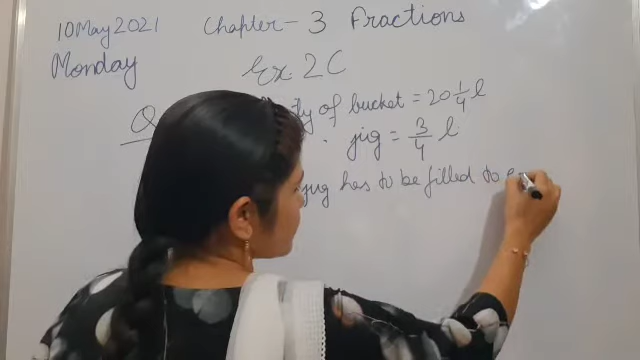 10 May 2021
Chapter - 3 Fractions
Monday
Ex. 2C
Q
of bucket = 20 1/4 l
jug = 3/4 l
jug has to be filled to